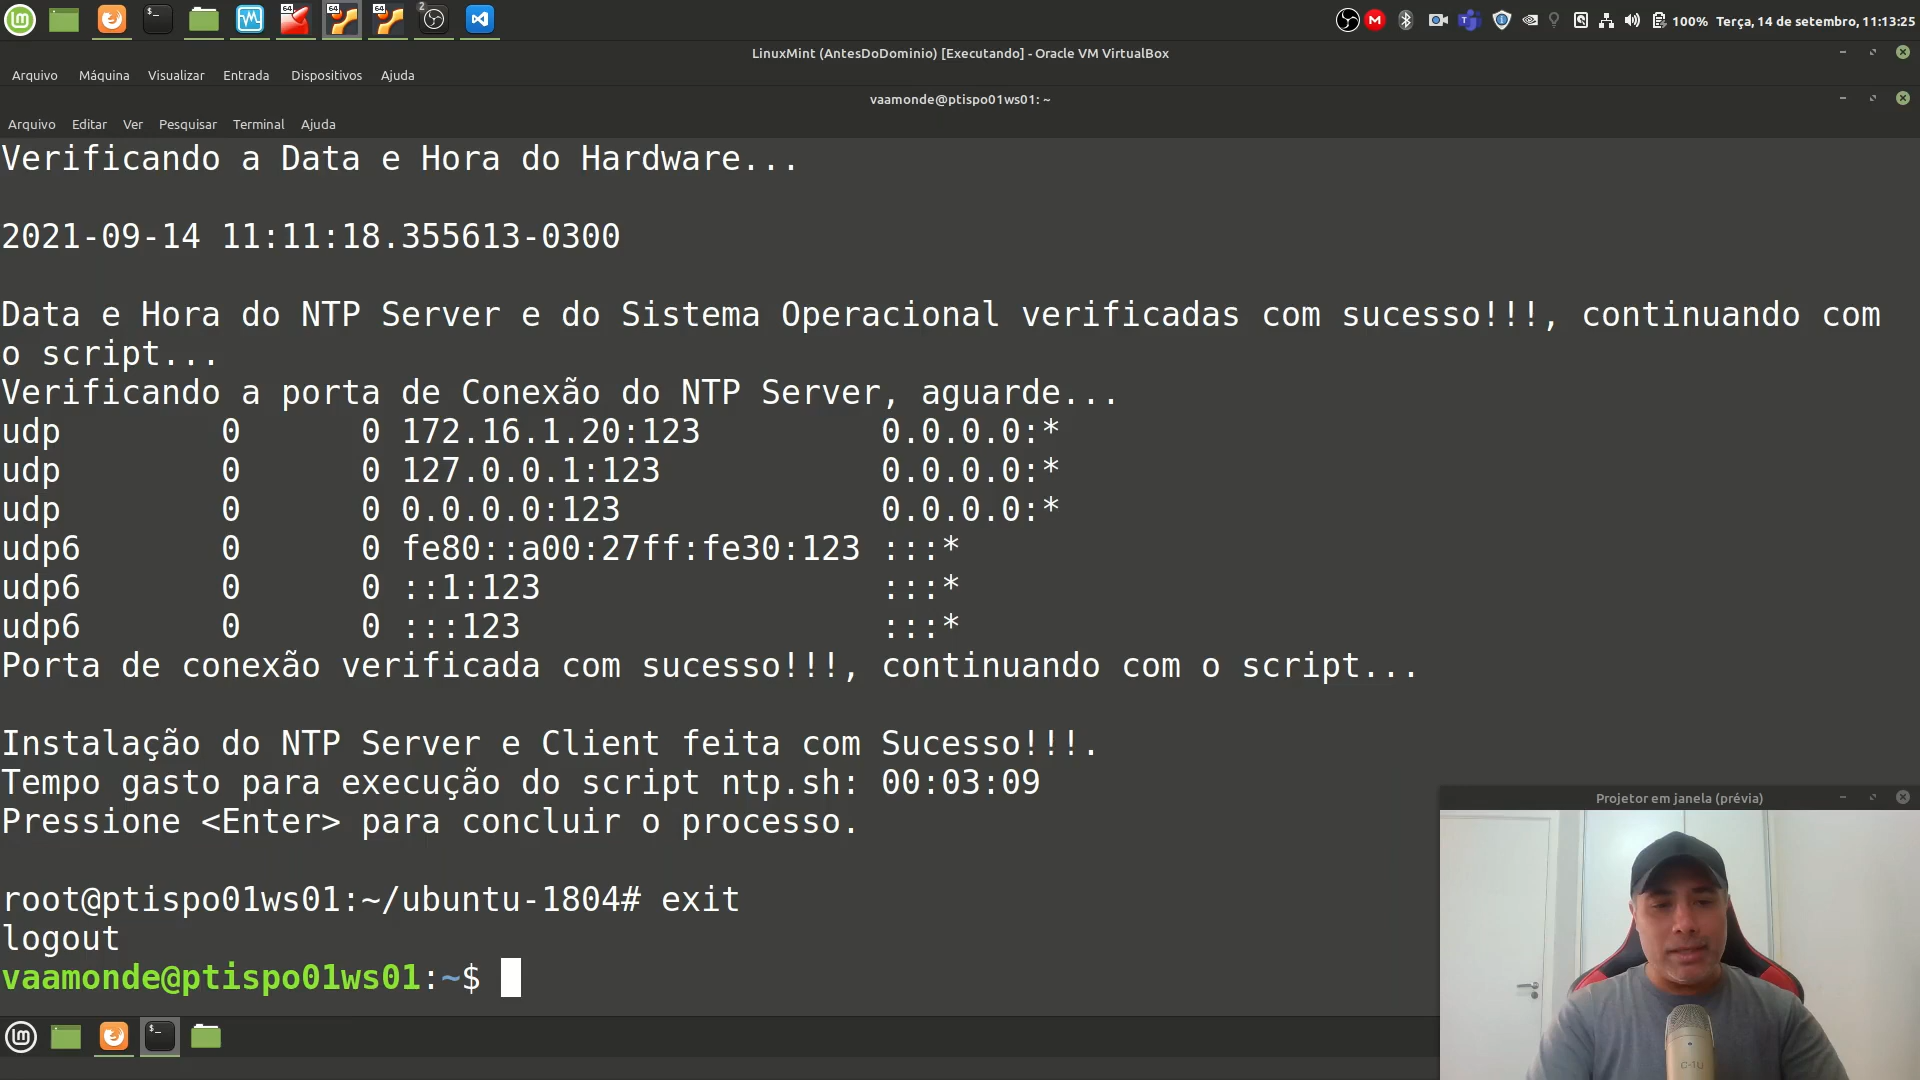 100% Terça, 14 de setembro, 11:13:25
LinuxMint (AntesDoDominio) [Executando] - Oracle VM VirtualBox
Arquivo Máquina Visualizar Entrada Dispositivos Ajuda
vaamonde@ptispo01ws01: ~
Arquivo Editar Ver Pesquisar Terminal Ajuda
Verificando a Data e Hora do Hardware...
2021-09-14 11:11:18.355613-0300
Data e Hora do NTP Server e do Sistema Operacional verificadas com sucesso!!!, continuando com
o script...
Verificando a porta de Conexão do NTP Server, aguarde...
udp 0 0 172.16.1.20:123 0.0.0.0:*
udp 0 0 127.0.0.1:123 0.0.0.0:*
udp 0 0 0.0.0.0:123 0.0.0.0:*
udp6 0 0 fe80::a00:27ff:fe30:123 :::*
udp6 0 0 ::1:123 :::*
udp6 0 0 :::123 :::*
Porta de conexão verificada com sucesso!!!, continuando com o script...
Instalação do NTP Server e Client feita com Sucesso!!!.
Tempo gasto para execução do script ntp.sh: 00:03:09
Pressione <Enter> para concluir o processo.
root@ptispo01ws01:~/ubuntu-1804# exit
logout
vaamonde@ptispo01ws01:~$
Projetor em janela (prévia)
C-1U